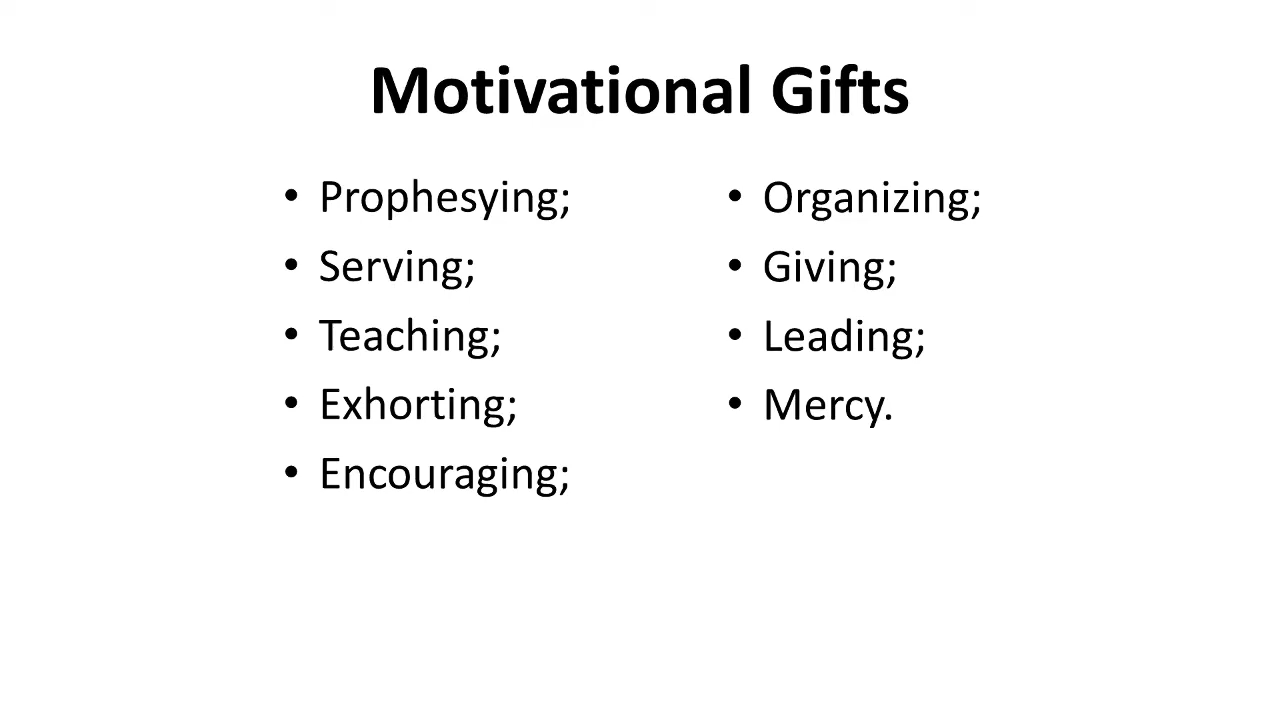 Motivational Gifts
• Prophesying;
• Serving;
• Teaching;
• Exhorting;
• Encouraging;
• Organizing;
• Giving;
• Leading;
• Mercy.